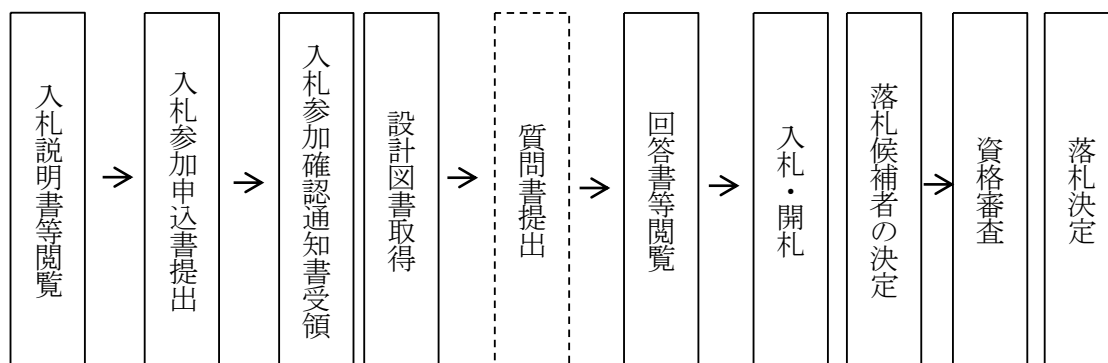 入札説明書等閲覧
入札参加申込書提出
入札参加確認通知書受領
設計図書取得
質問書提出
回答書等閲覧
入札・開札
落札候補者の決定
資格審査
落札決定